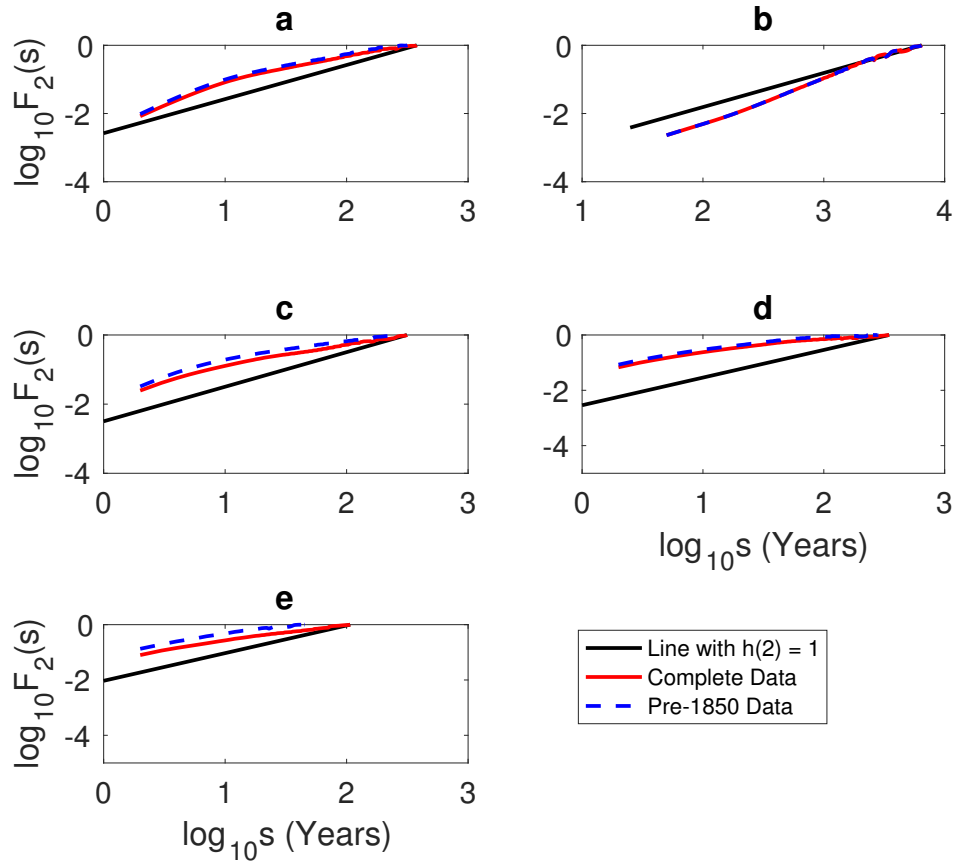 a
log₁₀F₂(s)
0
-2
-4
0 1 2 3
b
0
-2
-4
1 2 3 4
c
log₁₀F₂(s)
0
-2
-4
0 1 2 3
d
0
-2
-4
0 1 2 3
log₁₀s (Years)
e
log₁₀F₂(s)
0
-2
-4
0 1 2 3
log₁₀s (Years)
Line with h(2) = 1
Complete Data
Pre-1850 Data